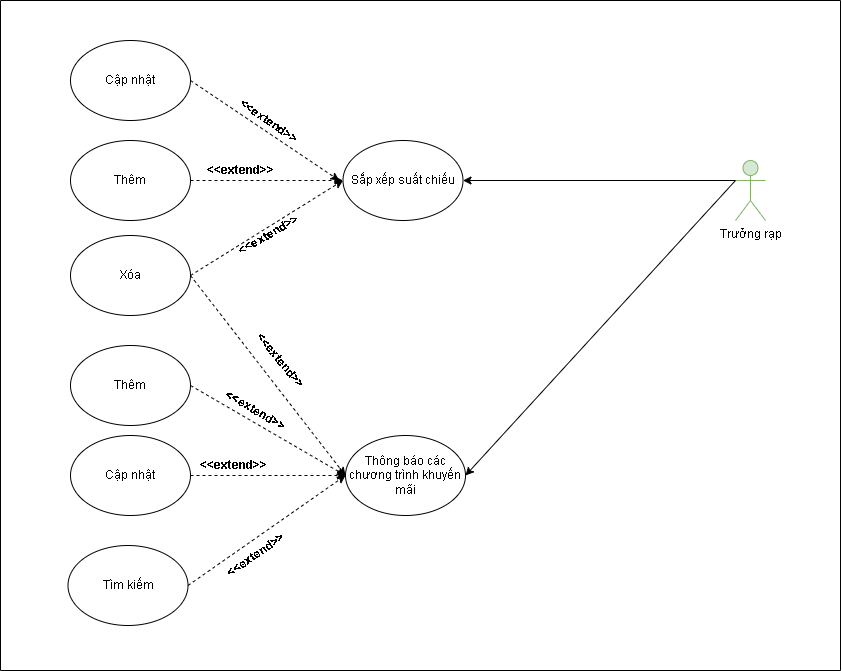 Cập nhật
<<extend>>
Thêm
<<extend>>
Sắp xếp suất chiếu
Trưởng rạp
<<extend>>
Xóa
<<extend>>
Thêm
<<extend>>
Cập nhật
<<extend>>
Thông báo các
chương trình khuyến
mãi
<<extend>>
Tìm kiếm